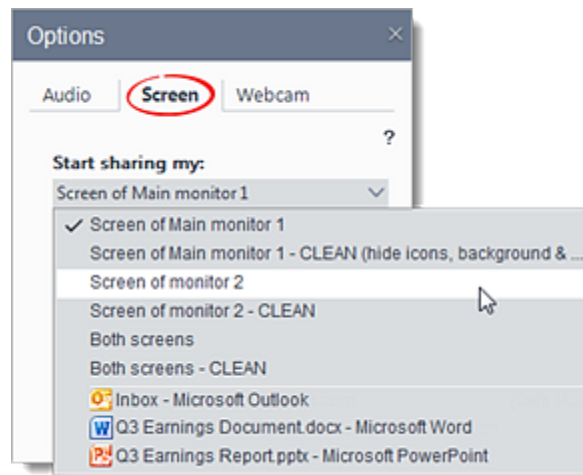 Options
Audio Screen Webcam
?
Start sharing my:
Screen of Main monitor 1
Screen of Main monitor 1
Screen of Main monitor 1 - CLEAN (hide icons, background & ...
Screen of monitor 2
Screen of monitor 2 - CLEAN
Both screens
Both screens - CLEAN
Inbox - Microsoft Outlook
Q3 Earnings Document.docx - Microsoft Word
Q3 Earnings Report.pptx - Microsoft PowerPoint